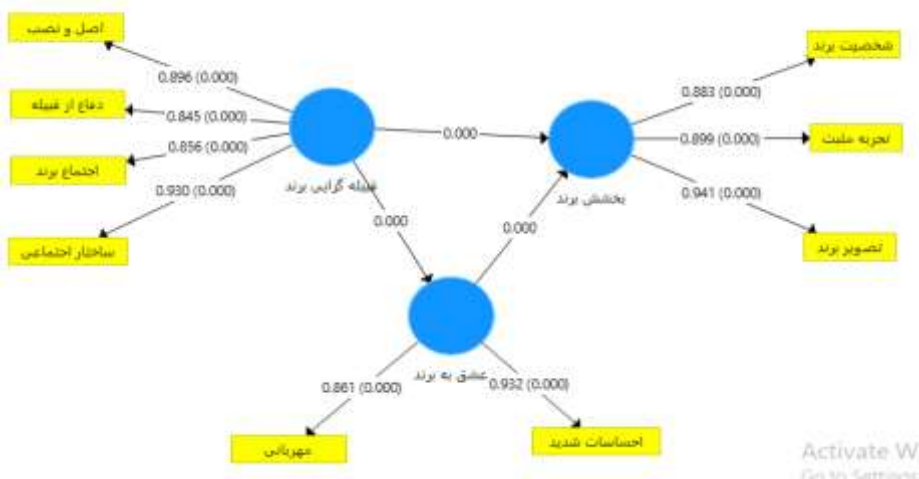 اصل و نصب
شخصیت برند
0.896 (0.000)
0.883 (0.000)
دفاع از قبیله
0.845 (0.000)
0.000
0.899 (0.000)
تجربه مثبت
اجتماع برند
0.856 (0.000)
0.930 (0.000)
قبیله گرایی برند
بخشش برند
0.941 (0.000)
0.000
0.000
ساختار اجتماعی
تصویر برند
0.861 (0.000)
عشق به برند
0.932 (0.000)
مهربانی
احساسات شدید
Activate W
Go to Settings